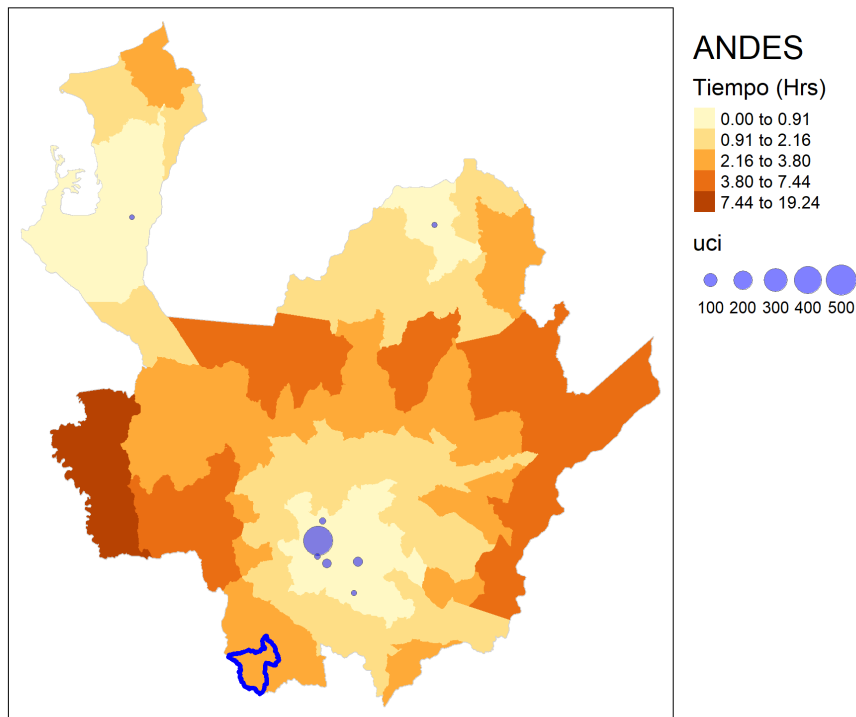 ANDES
Tiempo (Hrs)
0.00 to 0.91
0.91 to 2.16
2.16 to 3.80
3.80 to 7.44
7.44 to 19.24
uci
100 200 300 400 500